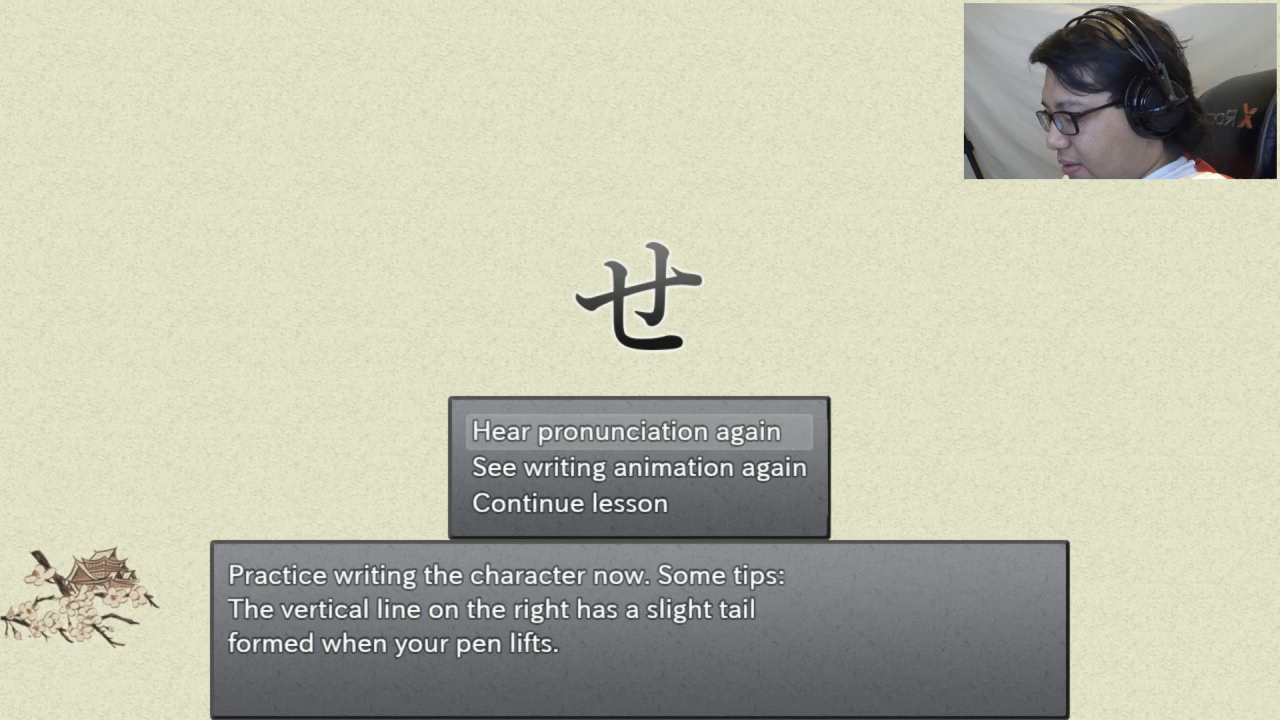 せ
Hear pronunciation again
See writing animation again
Continue lesson
Practice writing the character now. Some tips:
The vertical line on the right has a slight tail
formed when your pen lifts.